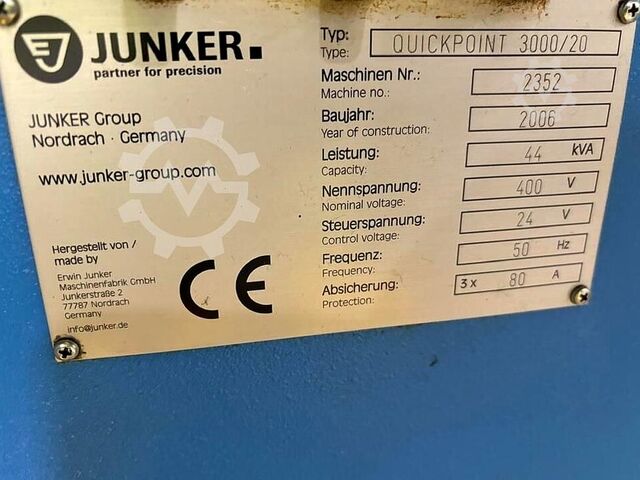 JUNKER
partner for precision
JUNKER Group
Nordrach · Germany
www.junker-group.com
Hergestellt von /
made by
Erwin Junker
Maschinenfabrik GmbH
Junkerstraße 2
77787 Nordrach
Germany
info@junker.de
CE
Typ:
Type: QUICKPOINT 3000/20
Maschinen Nr.:
Machine no.: 2352
Baujahr:
Year of construction: 2006
Leistung:
Capacity: 44 kVA
Nennspannung:
Nominal voltage: 400 V
Steuerspannung:
Control voltage: 24 V
Frequenz:
Frequency: 50 Hz
Absicherung:
Protection: 3 x 80 A